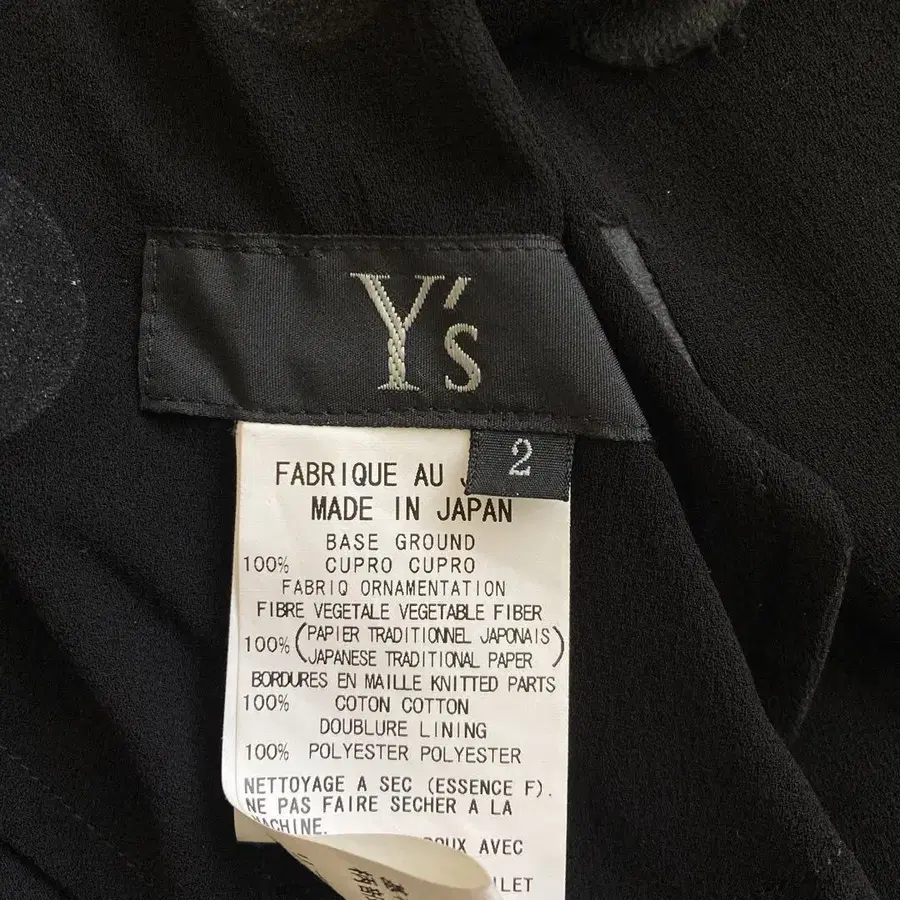 Y's
2
FABRIQUE AU
MADE IN JAPAN
BASE GROUND
100% CUPRO CUPRO
FABRIQ ORNAMENTATION
FIBRE VEGETALE VEGETABLE FIBER
100% (PAPIER TRADITIONNEL JAPONAIS
JAPANESE TRADITIONAL PAPER)
BORDURES EN MAILLE KNITTED PARTS
100% COTON COTTON
DOUBLURE LINING
100% POLYESTER POLYESTER
NETTOYAGE A SEC (ESSENCE F).
NE PAS FAIRE SECHER A LA
AVEC